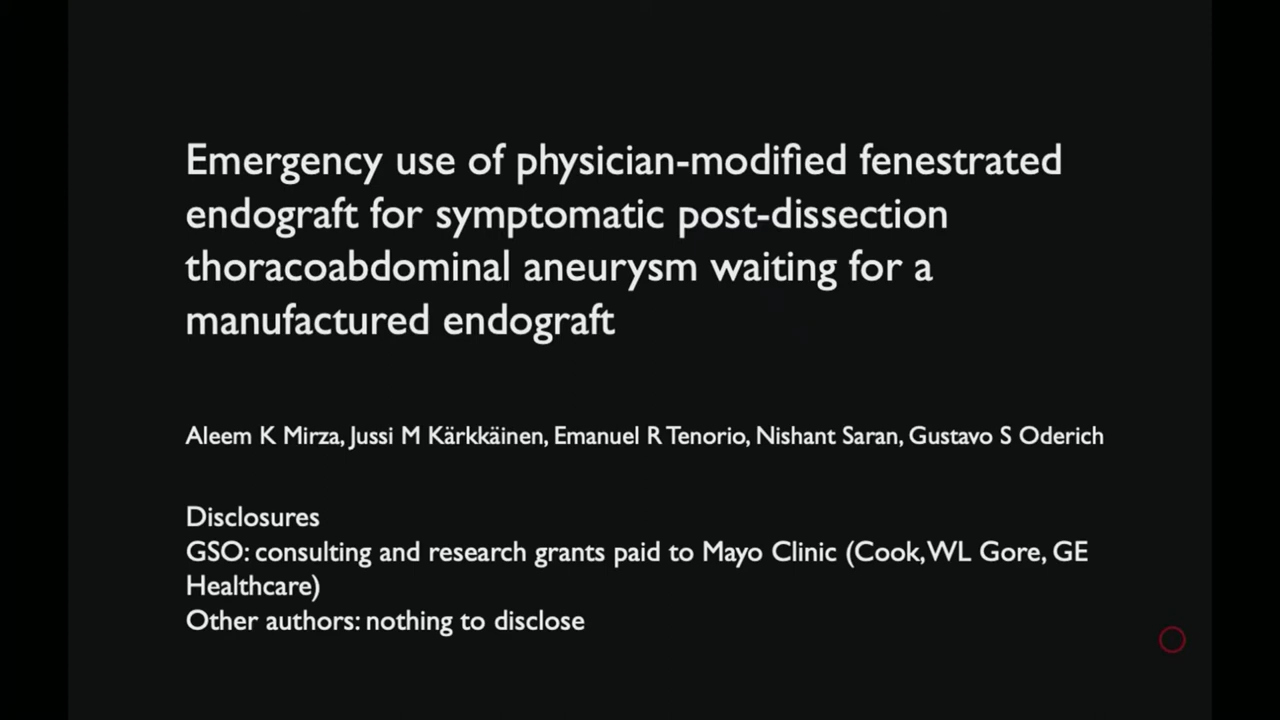 Emergency use of physician-modified fenestrated
endograft for symptomatic post-dissection
thoracoabdominal aneurysm waiting for a
manufactured endograft
Aleem K Mirza, Jussi M Kärkkäinen, Emanuel R Tenorio, Nishant Saran, Gustavo S Oderich
Disclosures
GSO: consulting and research grants paid to Mayo Clinic (Cook, WL Gore, GE
Healthcare)
Other authors: nothing to disclose